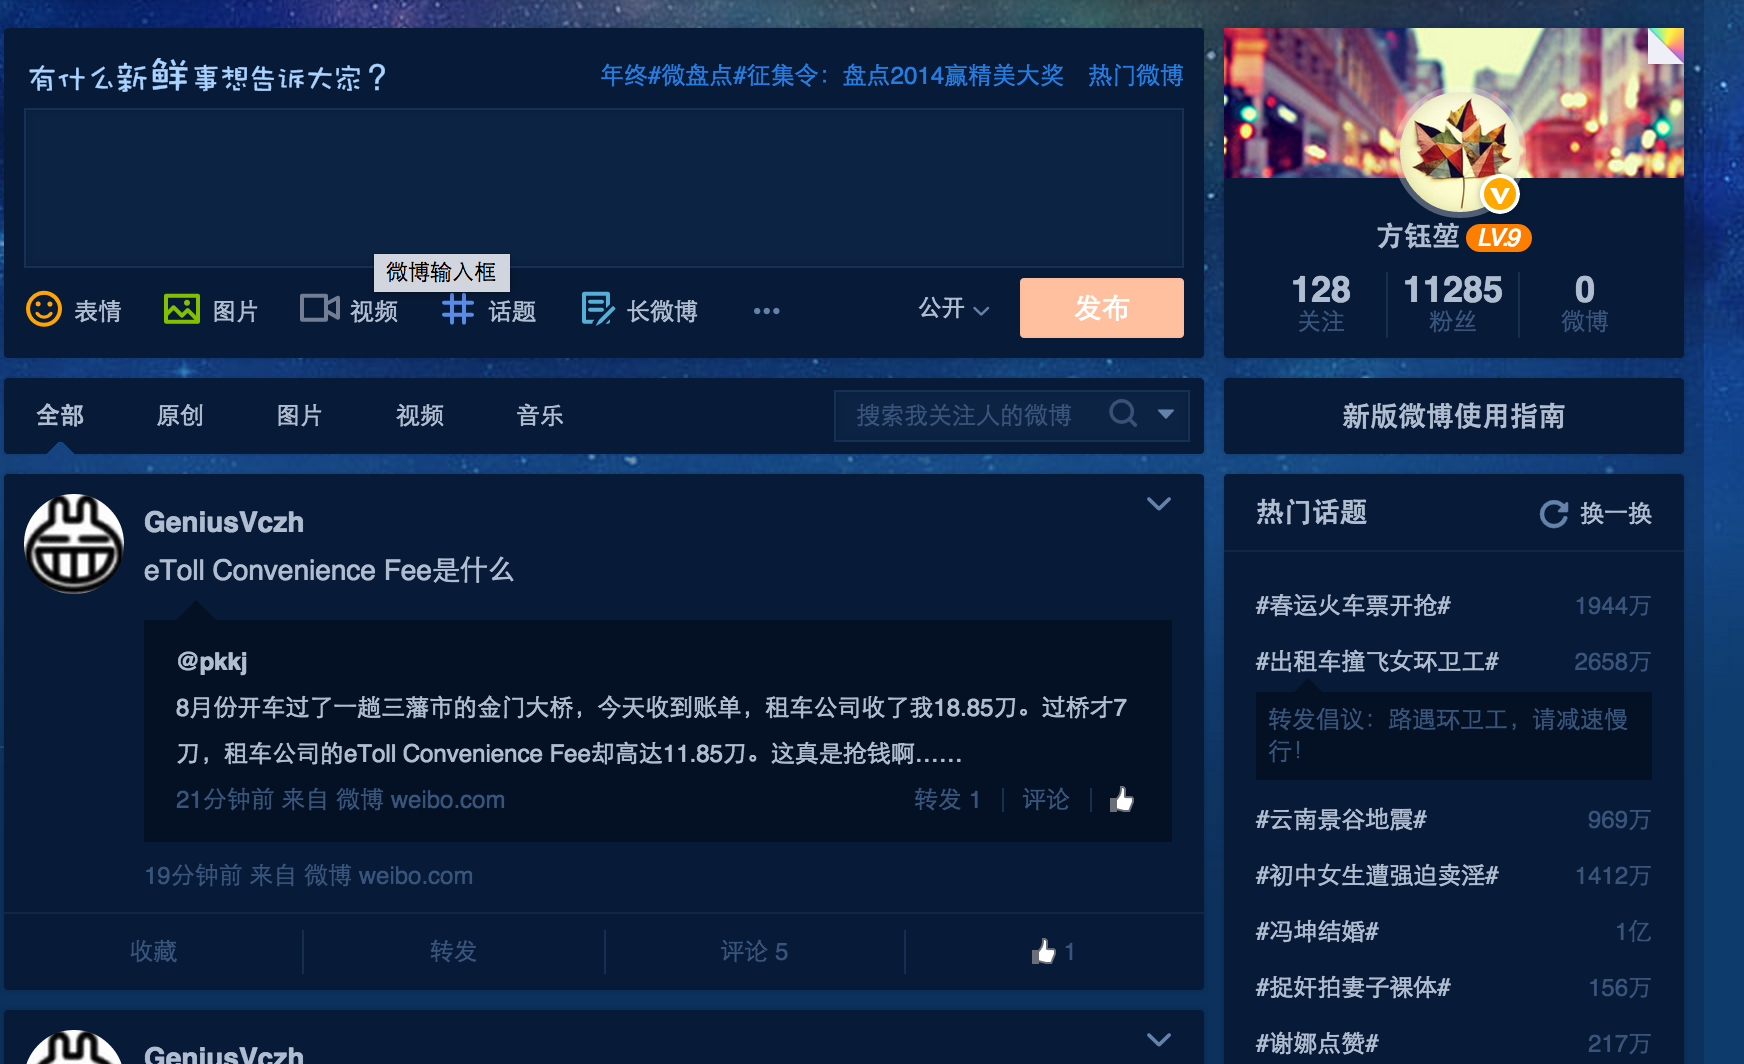 有什么新鲜事想告诉大家？
年终#微盘点#征集令：盘点2014赢精美大奖 热门微博
微博输入框
表情 图片 视频 话题 长微博 ••• 公开 发布
方钰堃 LV.9
128 11285 0
关注 粉丝 微博
全部 原创 图片 视频 音乐 搜索我关注人的微博
新版微博使用指南
GeniusVczh
eToll Convenience Fee是什么
@pkkj
8月份开车过了一趟三藩市的金门大桥，今天收到账单，租车公司收了我18.85刀。过桥才7
刀，租车公司的eToll Convenience Fee却高达11.85刀。这真是抢钱啊……
21分钟前 来自 微博 weibo.com 转发 1 评论
19分钟前 来自 微博 weibo.com
收藏 转发 评论 5 1
GeniusVczh
热门话题 换一换
#春运火车票开抢# 1944万
#出租车撞飞女环卫工# 2658万
转发倡议：路遇环卫工，请减速慢
行！
#云南景谷地震# 969万
#初中女生遭强迫卖淫# 1412万
#冯坤结婚# 1亿
#捉奸拍妻子裸体# 156万
#谢娜点赞# 217万